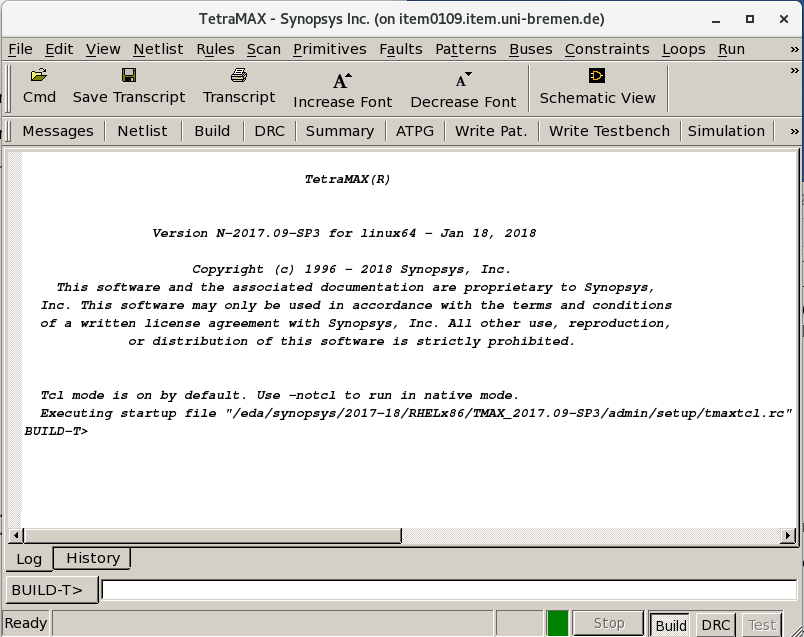 TetraMAX - Synopsys Inc. (on item0109.item.uni-bremen.de)
File Edit View Netlist Rules Scan Primitives Faults Patterns Buses Constraints Loops Run »
Cmd Save Transcript Transcript Increase Font Decrease Font Schematic View »
Messages Netlist Build DRC Summary ATPG Write Pat. Write Testbench Simulation »
TetraMAX(R)
Version N-2017.09-SP3 for linux64 - Jan 18, 2018
Copyright (c) 1996 - 2018 Synopsys, Inc.
This software and the associated documentation are proprietary to Synopsys,
Inc. This software may only be used in accordance with the terms and conditions
of a written license agreement with Synopsys, Inc. All other use, reproduction,
or distribution of this software is strictly prohibited.
Tcl mode is on by default. Use -notcl to run in native mode.
Executing startup file "/eda/synopsys/2017-18/RHELx86/TMAX_2017.09-SP3/admin/setup/tmaxtcl.rc"
BUILD-T>
Log History
BUILD-T>
Ready Stop Build DRC Test